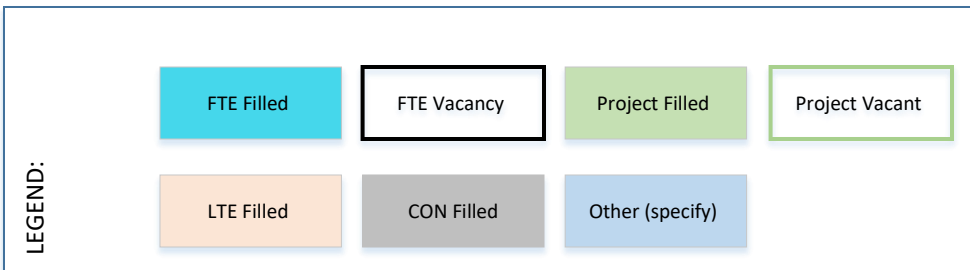 LEGEND:
FTE Filled
FTE Vacancy
Project Filled
Project Vacant
LTE Filled
CON Filled
Other (specify)